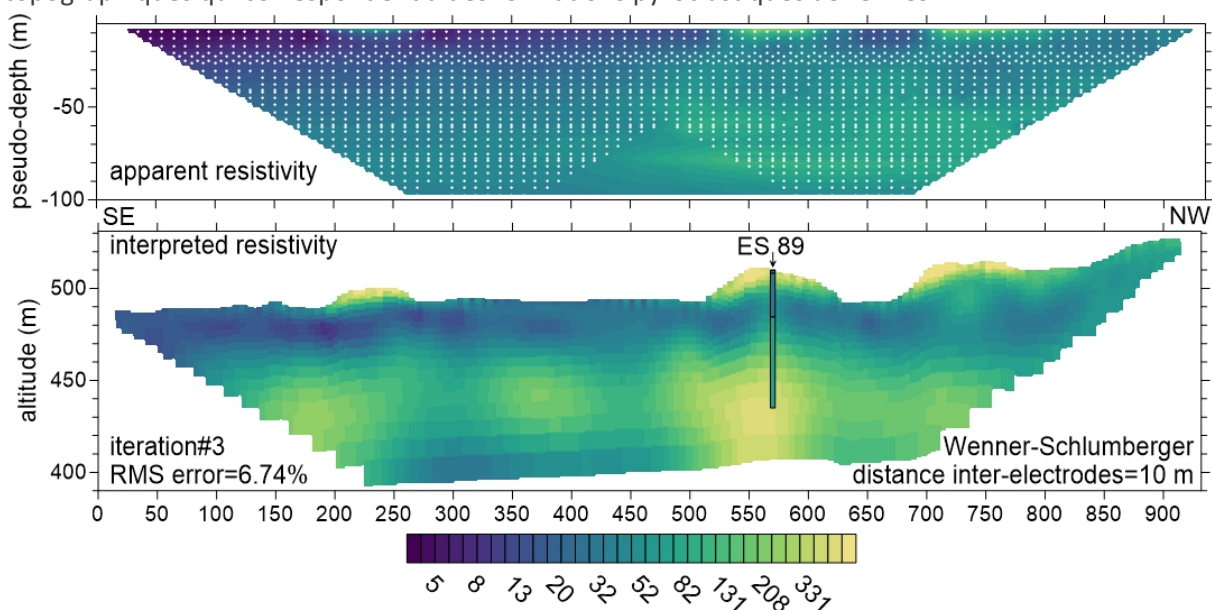 pseudo-depth (m)
-50
-100
apparent resistivity
SE
NW
interpreted resistivity
ES 89
altitude (m)
500
450
400
iteration#3
RMS error=6.74%
Wenner-Schlumberger
distance inter-electrodes=10 m
0 50 100 150 200 250 300 350 400 450 500 550 600 650 700 750 800 850 900
5 8 13 20 32 52 82 131 208 331